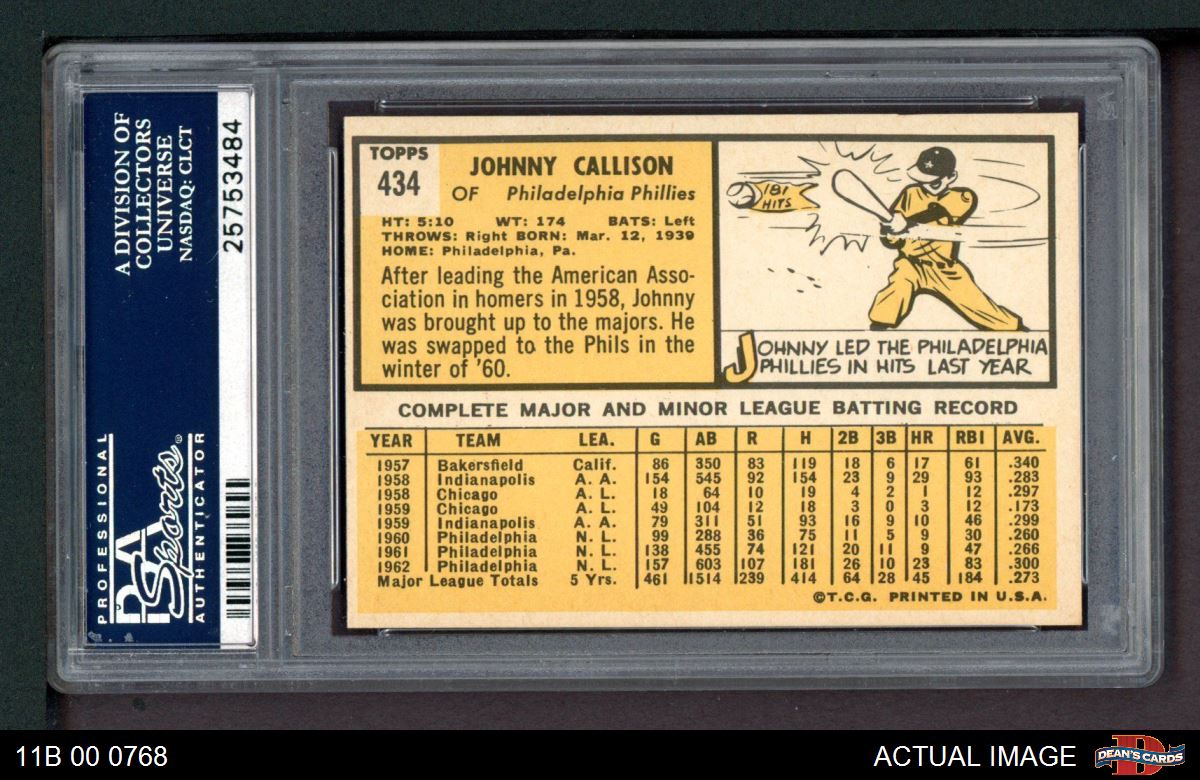 A DIVISION OF
COLLECTORS
UNIVERSE
NASDAQ: CLCT
25753484
PROFESSIONAL
PSA
Sports®
AUTHENTICATOR
TOPPS
434
JOHNNY CALLISON
OF Philadelphia Phillies
HT: 5:10 WT: 174 BATS: Left
THROWS: Right BORN: Mar. 12, 1939
HOME: Philadelphia, Pa.
After leading the American Asso-
ciation in homers in 1958, Johnny
was brought up to the majors. He
was swapped to the Phils in the
winter of '60.
181
HITS
JOHNNY LED THE PHILADELPHIA
PHILLIES IN HITS LAST YEAR
COMPLETE MAJOR AND MINOR LEAGUE BATTING RECORD
YEAR TEAM LEA. G AB R H 2B 3B HR RBI AVG.
1957 Bakersfield Calif. 86 350 83 119 18 6 17 61 .340
1958 Indianapolis A. A. 154 545 92 154 23 9 29 93 .283
1958 Chicago A. L. 18 64 10 19 4 2 1 12 .297
1959 Chicago A. L. 49 104 12 18 3 0 3 12 .173
1959 Indianapolis A. A. 79 311 51 93 16 9 10 46 .299
1960 Philadelphia N. L. 99 288 36 75 11 5 9 30 .260
1961 Philadelphia N. L. 138 455 74 121 20 11 9 47 .266
1962 Philadelphia N. L. 157 603 107 181 26 10 23 83 .300
Major League Totals 5 Yrs. 461 1514 239 414 64 28 45 184 .273
©T.C.G. PRINTED IN U.S.A.
11B 00 0768
ACTUAL IMAGE
DEAN'S CARDS